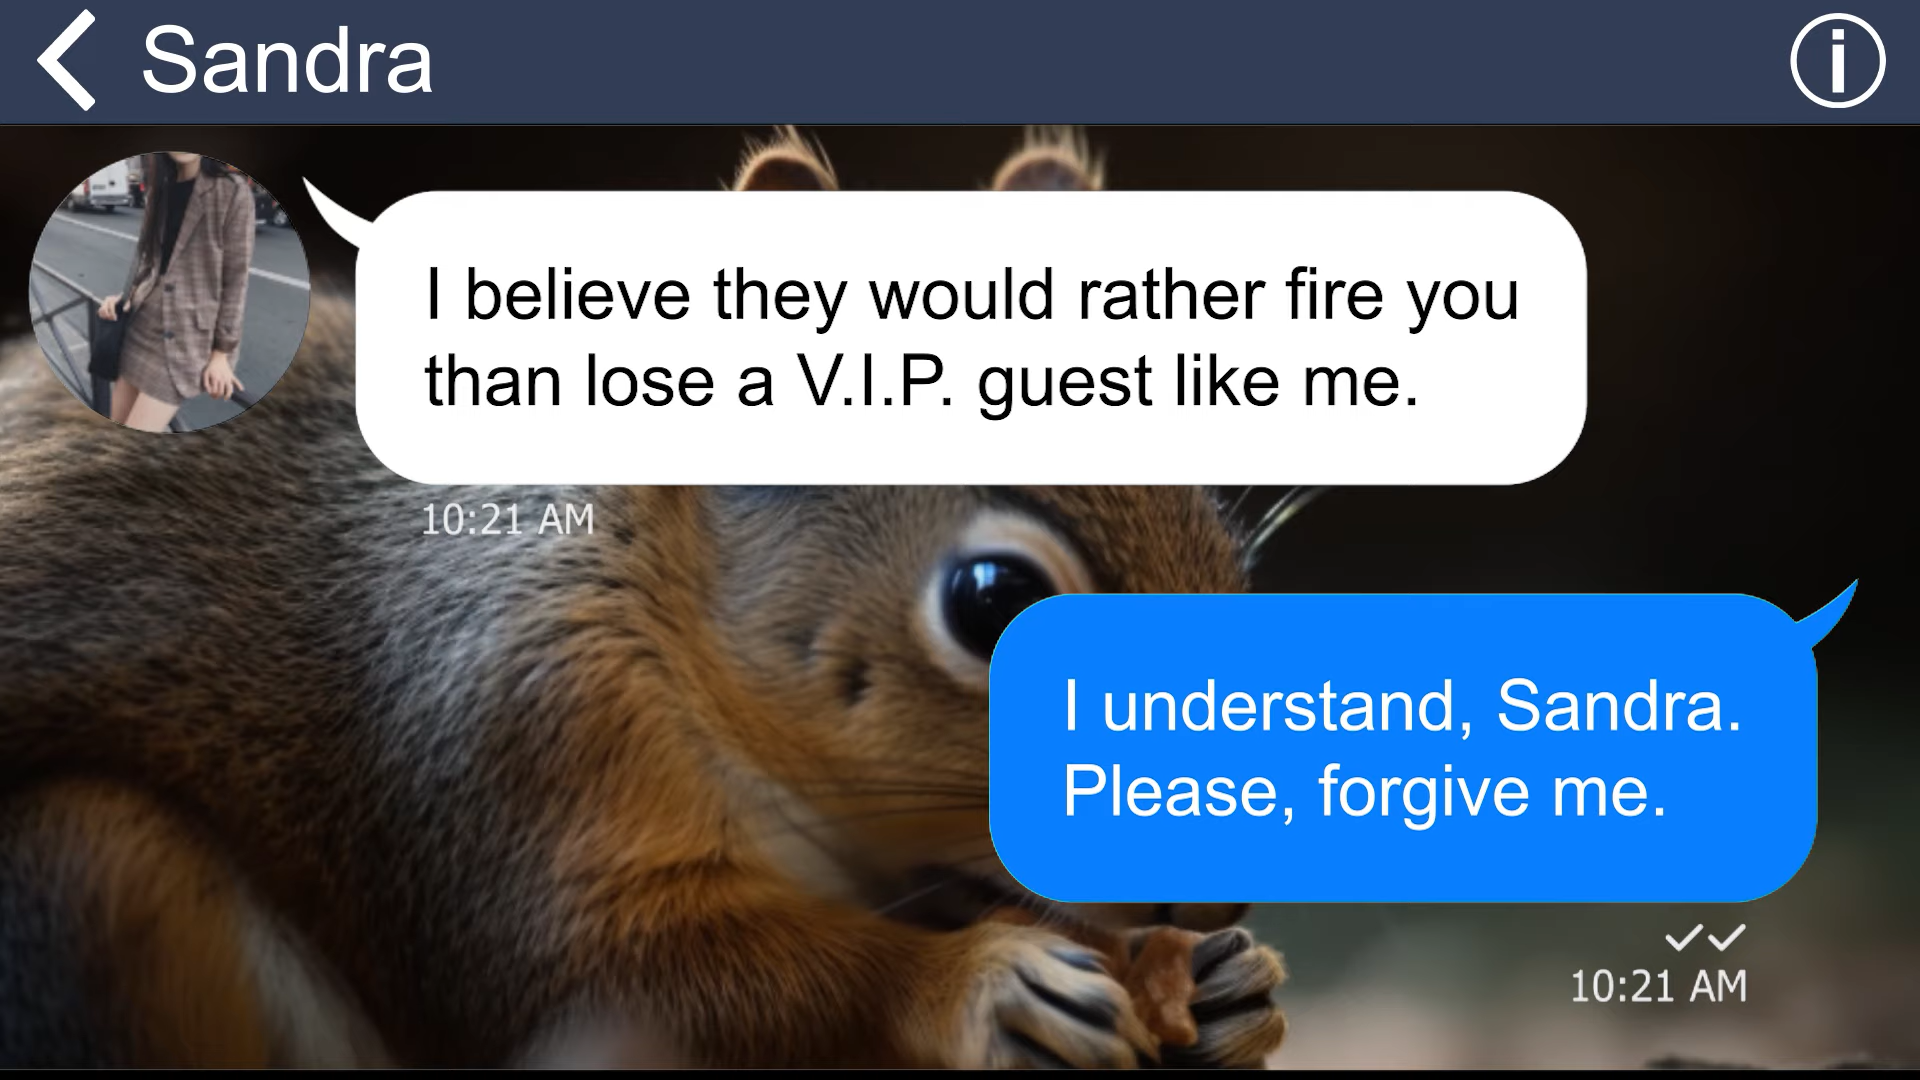 Sandra
I believe they would rather fire you
than lose a V.I.P. guest like me.
10:21 AM
I understand, Sandra.
Please, forgive me.
10:21 AM